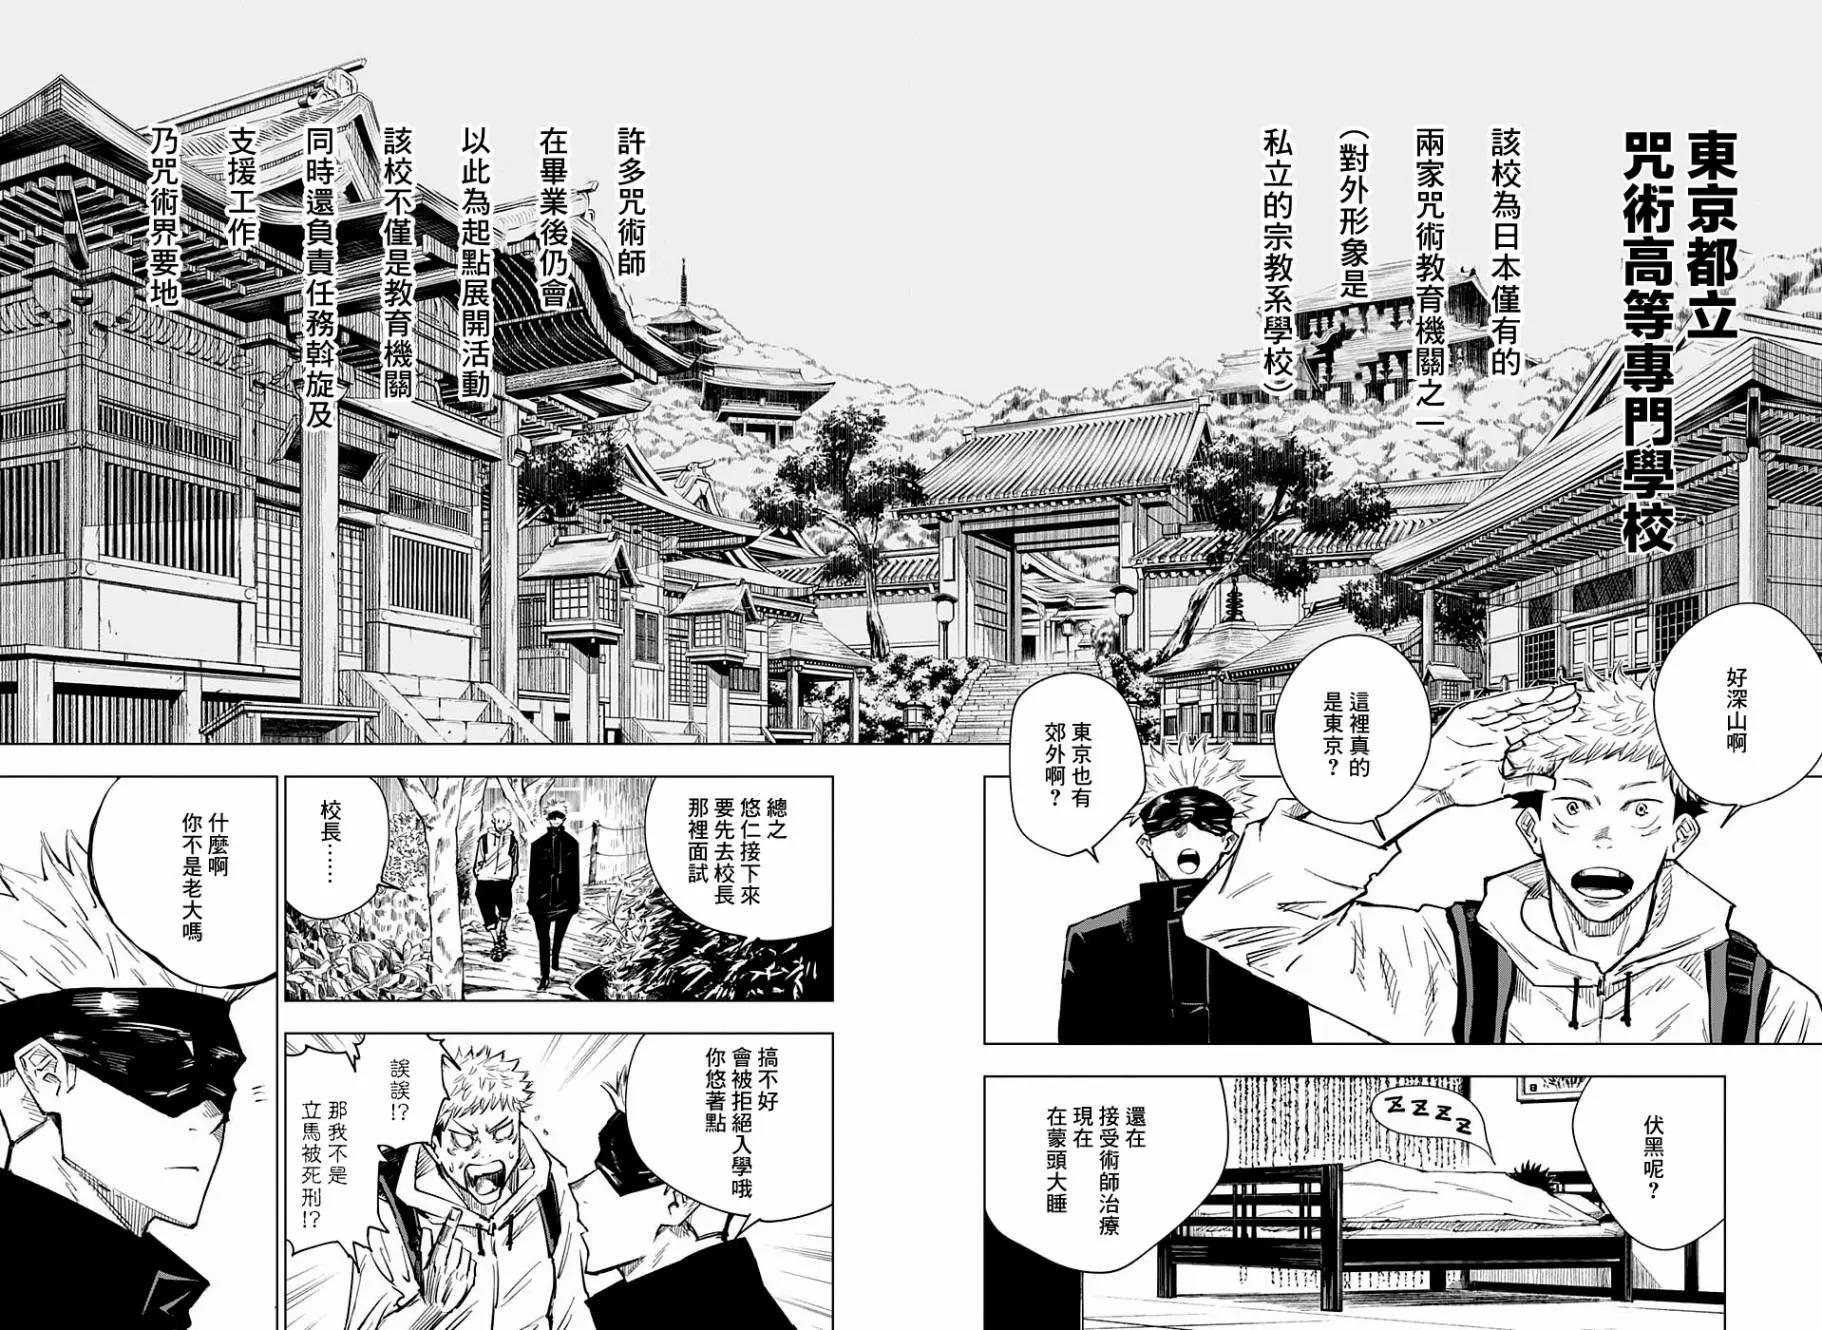 東京都立
咒術高等專門學校
該校為日本僅有的
兩家咒術教育機關之一
（對外形象是
私立的宗教系學校）
許多咒術師
在畢業後仍會
以此為起點展開活動
該校不僅是教育機關
同時還負責任務斡旋及
支援工作
乃咒術界要地
好深山啊
這裡真的
是東京？
東京也有
郊外啊？
伏黑呢？
ZZZZ
還在
接受術師治療
現在
在蒙頭大睡
總之
悠仁接下來
要先去校長
那裡面試
校長……
搞不好
會被拒絕入學哦
你悠著點
誒誒!?
那我不是
立馬被死刑!?
什麼啊
你不是老大嗎